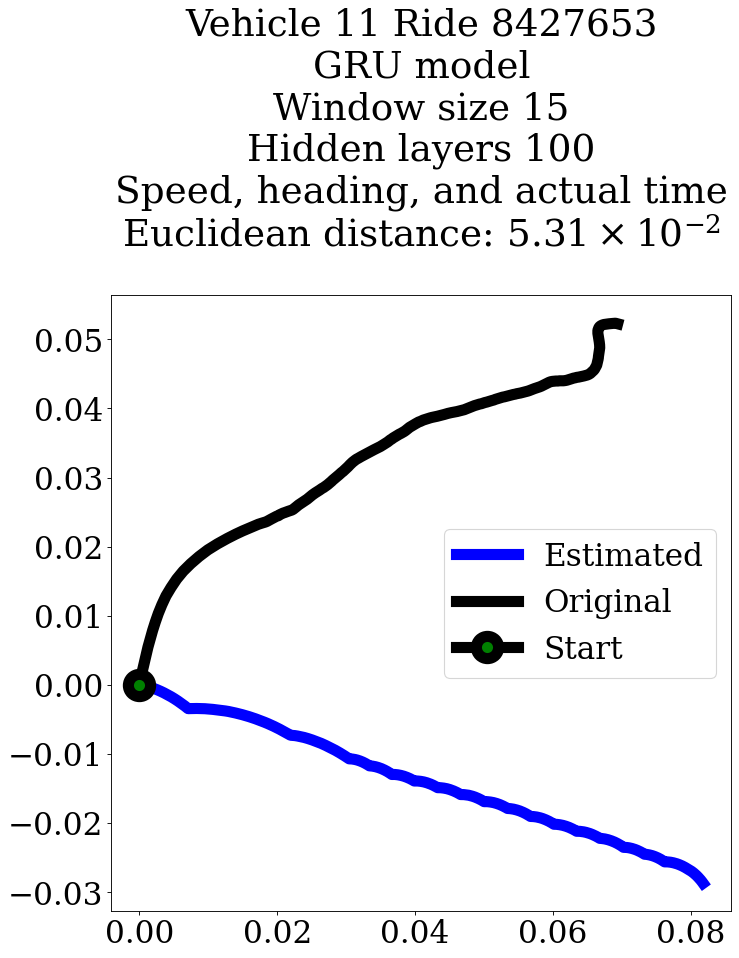 Vehicle 11 Ride 8427653
GRU model
Window size 15
Hidden layers 100
Speed, heading, and actual time
Euclidean distance: 5.31 × 10⁻²
0.05
0.04
0.03
0.02
0.01
0.00
−0.01
−0.02
−0.03
Estimated
Original
Start
0.00 0.02 0.04 0.06 0.08